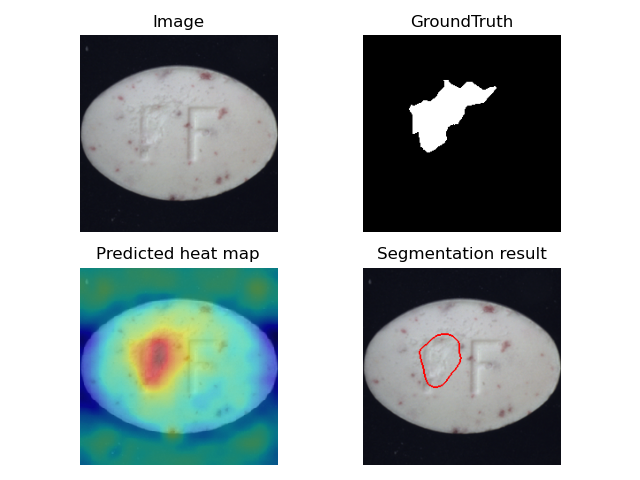 Image
GroundTruth
F
Predicted heat map
Segmentation result
F
F